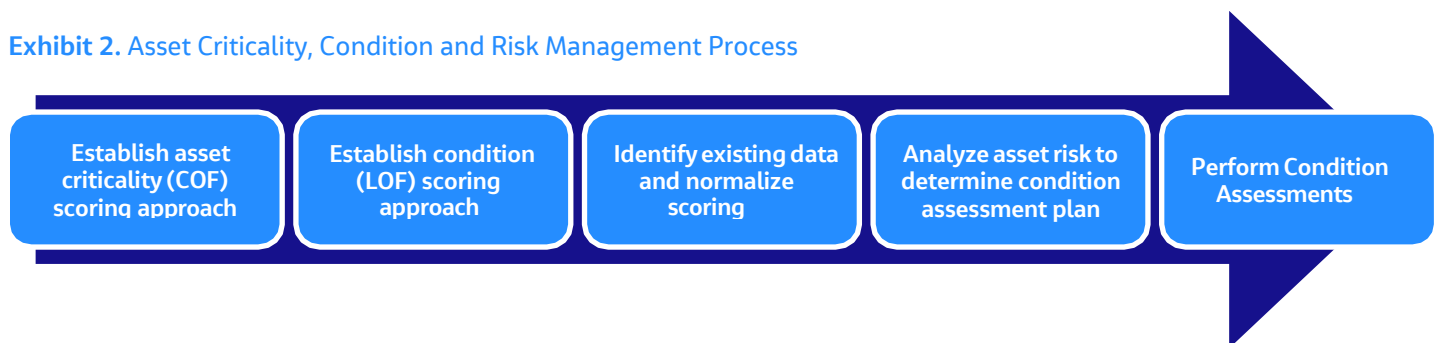 Exhibit 2. Asset Criticality, Condition and Risk Management Process
Establish asset
criticality (COF)
scoring approach
Establish condition
(LOF) scoring
approach
Identify existing data
and normalize
scoring
Analyze asset risk to
determine condition
assessment plan
Perform Condition
Assessments